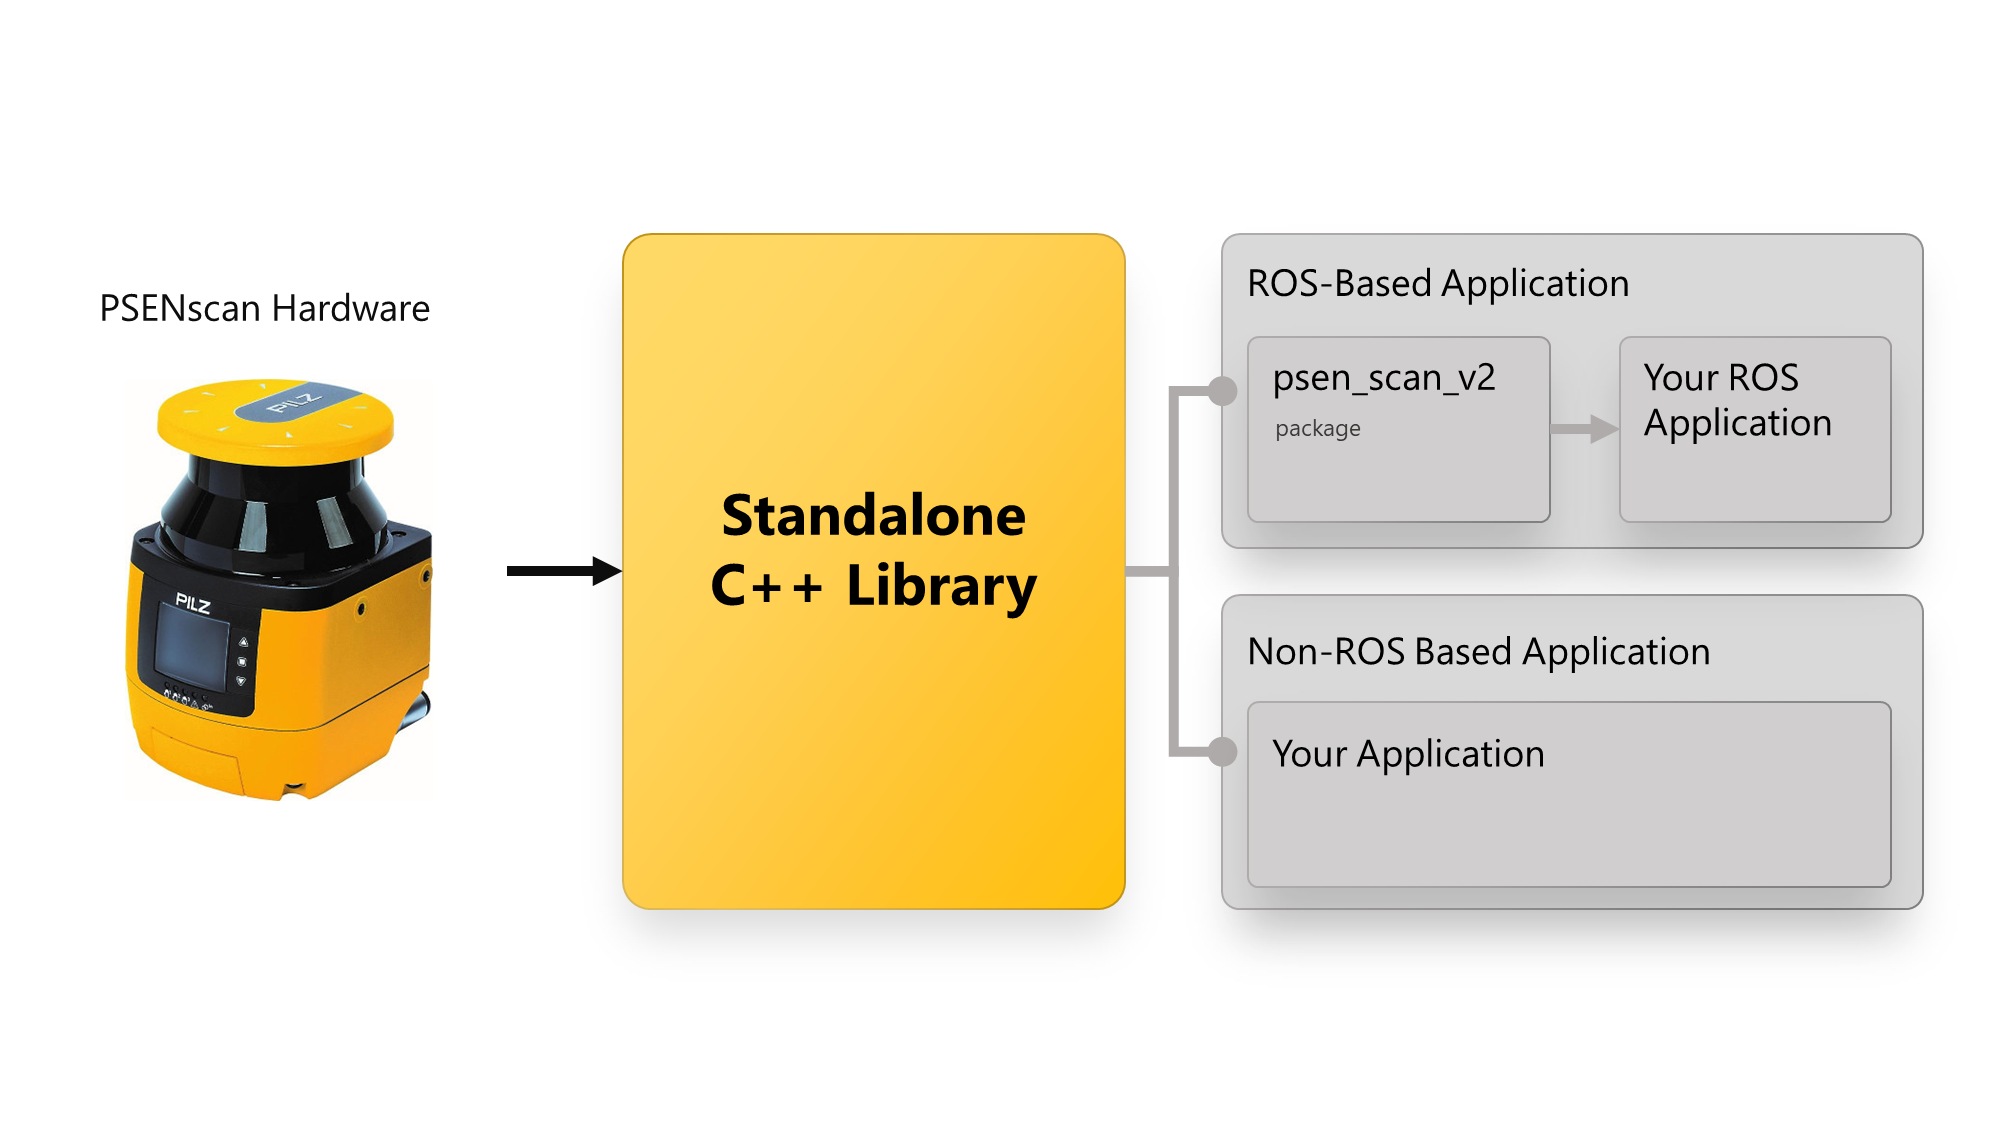 PSENscan Hardware
PILZ
PILZ
Standalone
C++ Library
ROS-Based Application
psen_scan_v2
package
Your ROS
Application
Non-ROS Based Application
Your Application